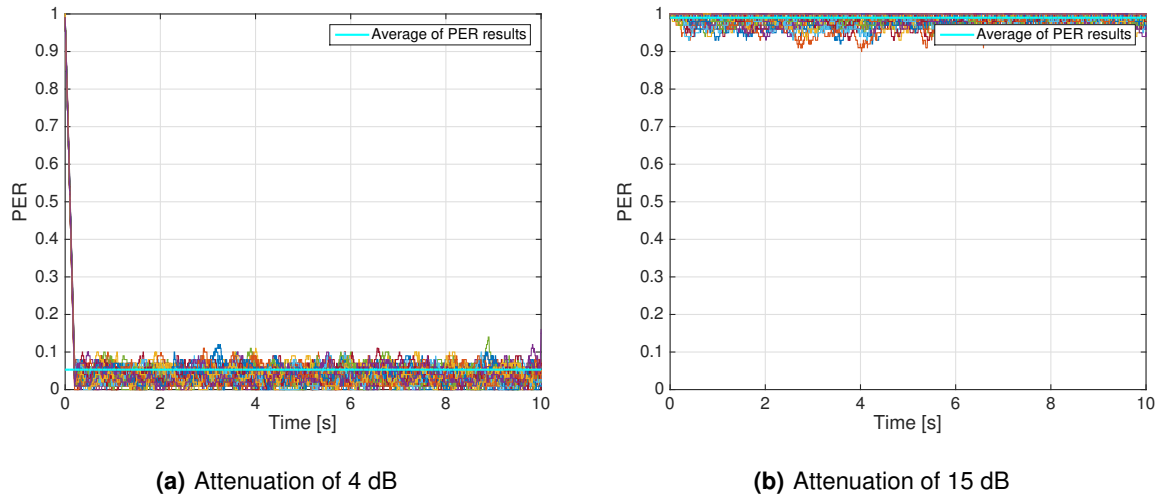 1
0.9
0.8
0.7
0.6
0.5
0.4
0.3
0.2
0.1
0
PER
0 2 4 6 8 10
Time [s]
Average of PER results
(a) Attenuation of 4 dB
1
0.9
0.8
0.7
0.6
0.5
0.4
0.3
0.2
0.1
0
PER
0 2 4 6 8 10
Time [s]
Average of PER results
(b) Attenuation of 15 dB